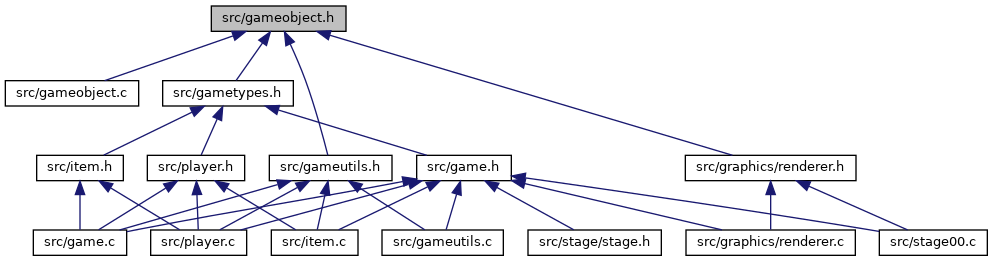 src/gameobject.h
src/gameobject.c
src/gametypes.h
src/item.h
src/player.h
src/gameutils.h
src/game.h
src/graphics/renderer.h
src/game.c
src/player.c
src/item.c
src/gameutils.c
src/stage/stage.h
src/graphics/renderer.c
src/stage00.c